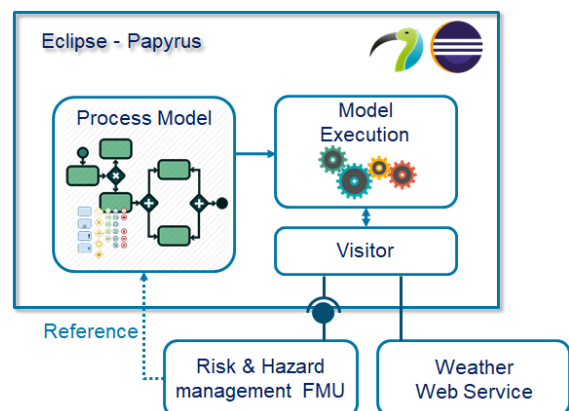 Eclipse - Papyrus
Process Model
Model
Execution
Visitor
Reference
Risk & Hazard
management FMU
Weather
Web Service